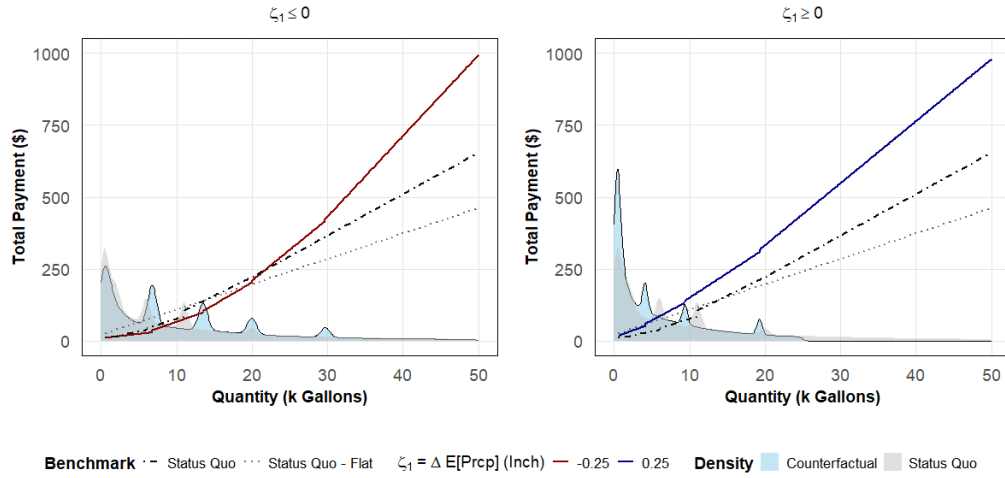 ζ₁ ≤ 0
ζ₁ ≥ 0
Total Payment ($)
1000
750
500
250
0
0 10 20 30 40 50
Quantity (k Gallons)
Total Payment ($)
1000
750
500
250
0
0 10 20 30 40 50
Quantity (k Gallons)
Benchmark Status Quo Status Quo - Flat ζ₁ = Δ E[Prcp] (Inch) -0.25 0.25 Density Counterfactual Status Quo